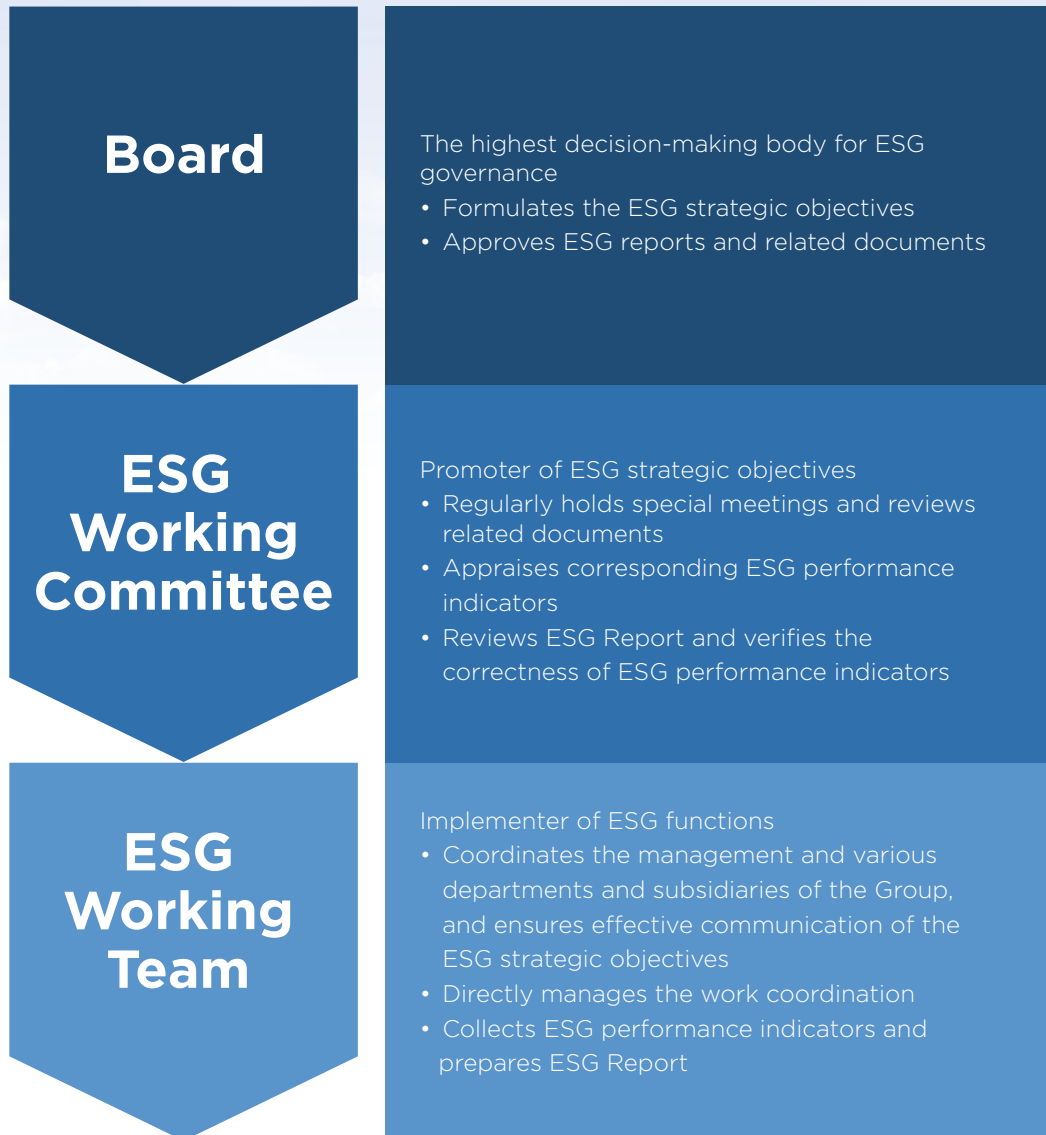 Board
The highest decision-making body for ESG
governance
• Formulates the ESG strategic objectives
• Approves ESG reports and related documents
ESG
Working
Committee
Promoter of ESG strategic objectives
• Regularly holds special meetings and reviews
related documents
• Appraises corresponding ESG performance
indicators
• Reviews ESG Report and verifies the
correctness of ESG performance indicators
ESG
Working
Team
Implementer of ESG functions
• Coordinates the management and various
departments and subsidiaries of the Group,
and ensures effective communication of the
ESG strategic objectives
• Directly manages the work coordination
• Collects ESG performance indicators and
prepares ESG Report